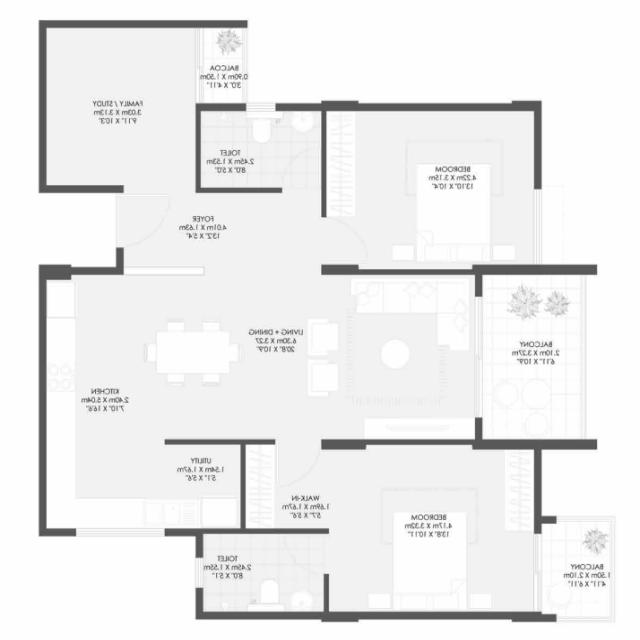 BALCOA
0.90m X 1.50m
3'0" X 4'11"
FAMILY / STUDY
3.03m X 3.13m
9'11" X 10'3"
TOILET
2.45m X 1.53m
8'0" X 5'0"
BEDROOM
4.22m X 3.15m
13'10" X 10'4"
FOYER
4.01m X 1.63m
13'2" X 5'4"
LIVING + DINING
6.30m X 3.27
20'8" X 10'9"
BALCONY
2.10m X 3.27m
6'11" X 10'9"
KITCHEN
2.40m X 5.04m
7'10" X 16'6"
UTILITY
1.54m X 1.67m
5'1" X 5'6"
WALK-IN
1.69m X 1.67m
5'7" X 5'6"
BEDROOM
4.17m X 3.32m
13'8" X 10'11"
TOILET
2.45m X 1.55m
8'0" X 5'1"
BALCONY
1.50m X 2.10m
4'11" X 6'11"